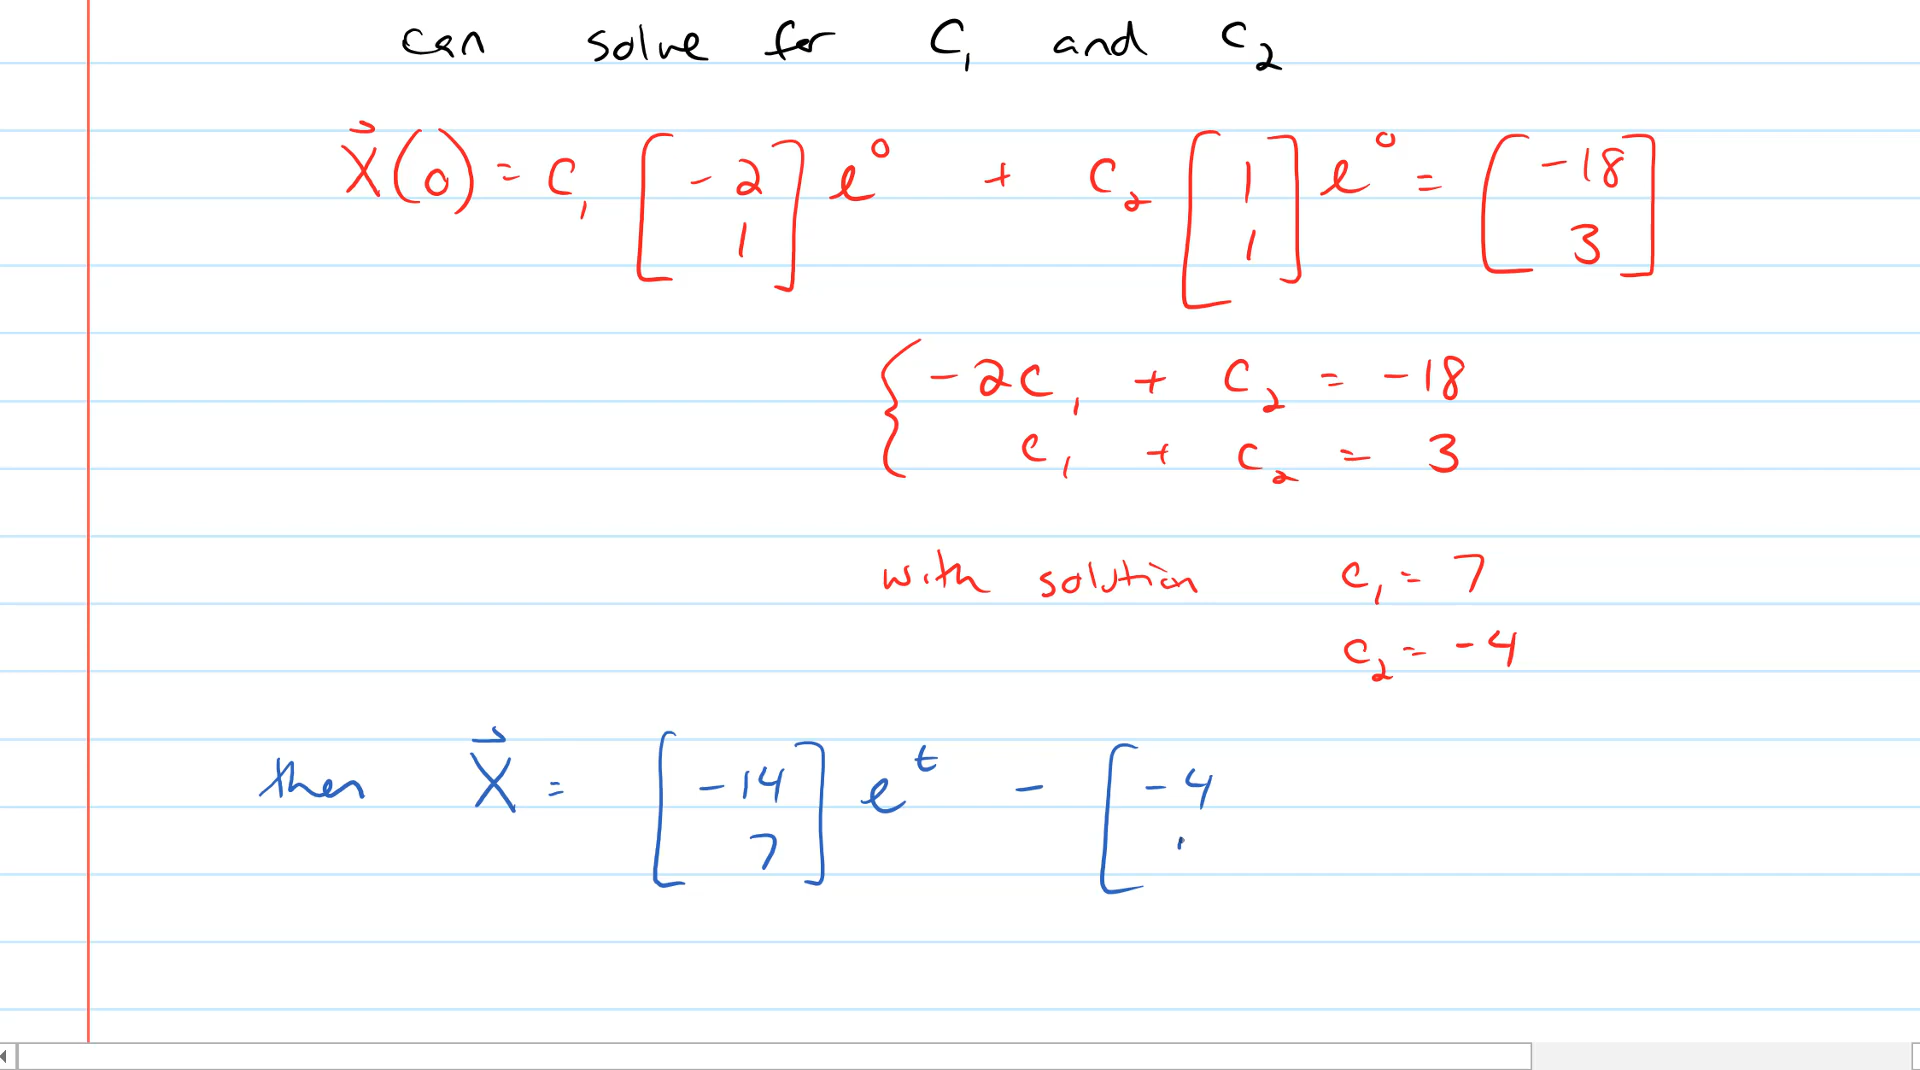 can solve for C₁ and C₂
X⃗(0) = C₁ [-2 1] e⁰ + C₂ [1 1] e⁰ = [-18 3]
{ -2C₁ + C₂ = -18
C₁ + C₂ = 3
with solution C₁ = 7
C₂ = -4
then X⃗ = [-14 7] eᵗ - [-4